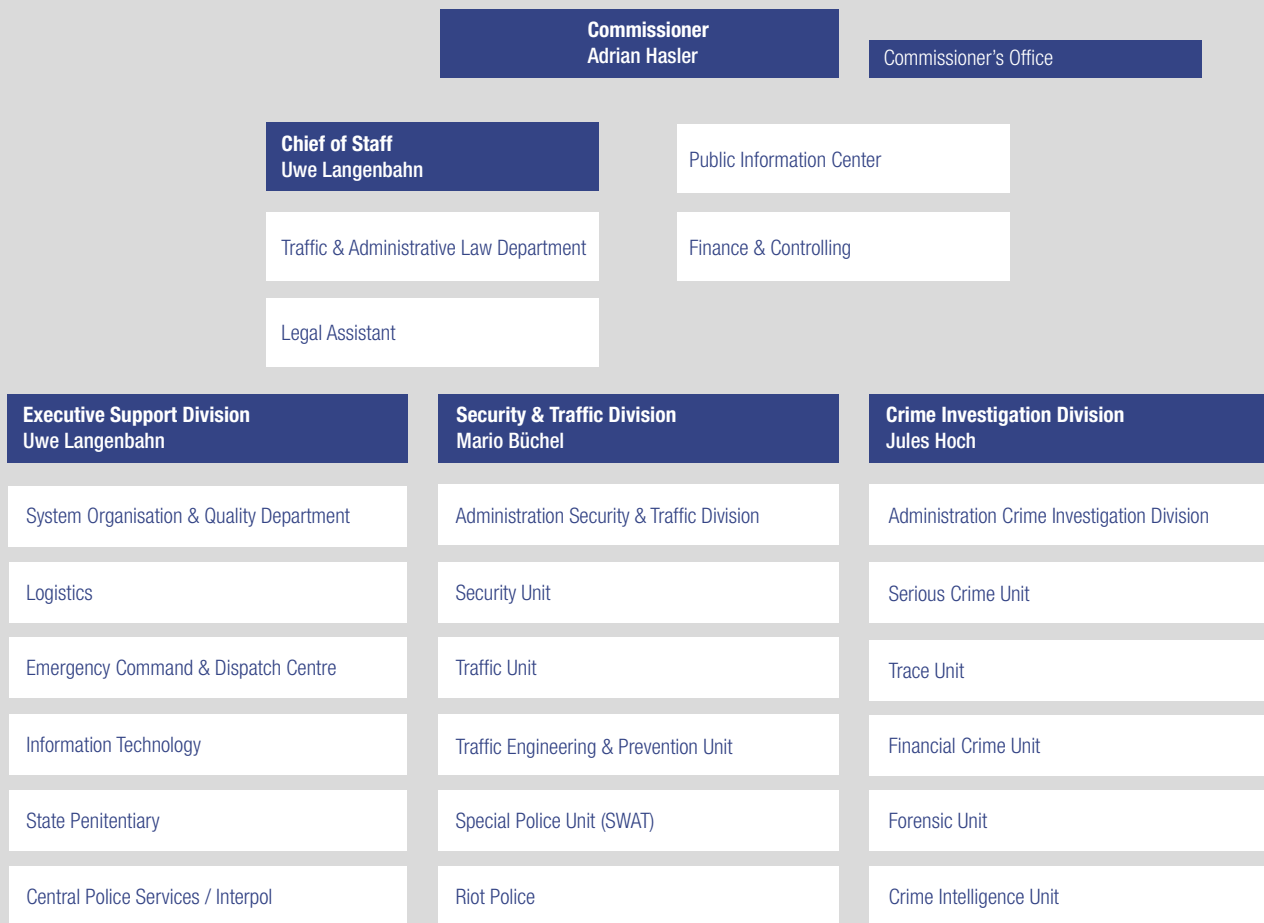 Commissioner
Adrian Hasler
Commissioner's Office
Chief of Staff
Uwe Langenbahn
Public Information Center
Traffic & Administrative Law Department
Finance & Controlling
Legal Assistant
Executive Support Division
Uwe Langenbahn
System Organisation & Quality Department
Logistics
Emergency Command & Dispatch Centre
Information Technology
State Penitentiary
Central Police Services / Interpol
Security & Traffic Division
Mario Büchel
Administration Security & Traffic Division
Security Unit
Traffic Unit
Traffic Engineering & Prevention Unit
Special Police Unit (SWAT)
Riot Police
Crime Investigation Division
Jules Hoch
Administration Crime Investigation Division
Serious Crime Unit
Trace Unit
Financial Crime Unit
Forensic Unit
Crime Intelligence Unit